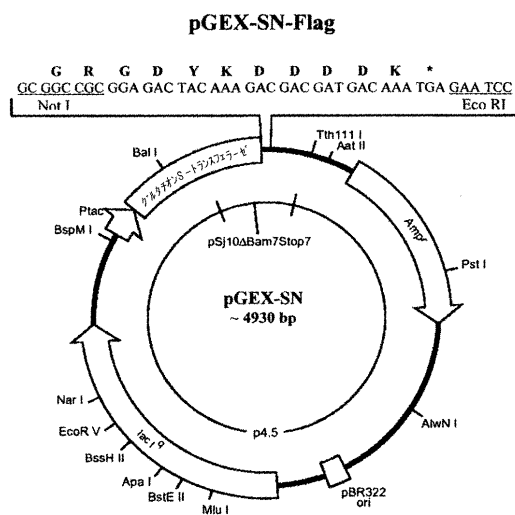 pGEX-SN-Flag
G R G D Y K D D D D K *
GC GGC CGC GGA GAC TAC AAA GAC GAC GAT GAC AAA TGA GAA TCC
Not I
Eco RI
Tth111 I
Aat II
Bal I
グルタチオンS-トランスフェラーゼ
Ampr
Ptac
BspM I
pSj10ΔBam7Stop7
Pst I
pGEX-SN
~ 4930 bp
Nar I
EcoR V
BssH II
Apa I
BstE II
Mlu I
lac Iq
p4.5
AlwN I
pBR322
ori